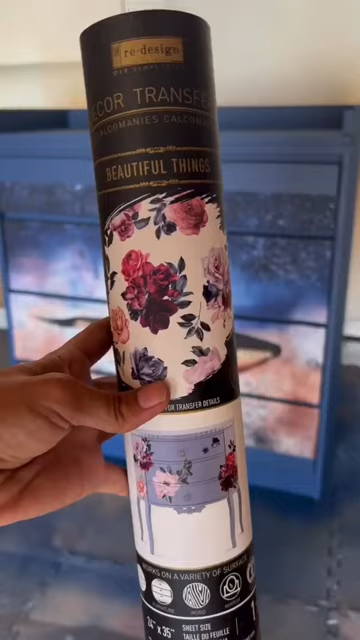 re·design
DECOR TRANSFE
ALCOMANIES CALCOM
BEAUTIFUL THINGS
FOR TRANSFER DETAILS
WORKS ON A VARIETY OF SURFA
24" x 35"
SHEET SIZE
TAILLE DU FEUILLE